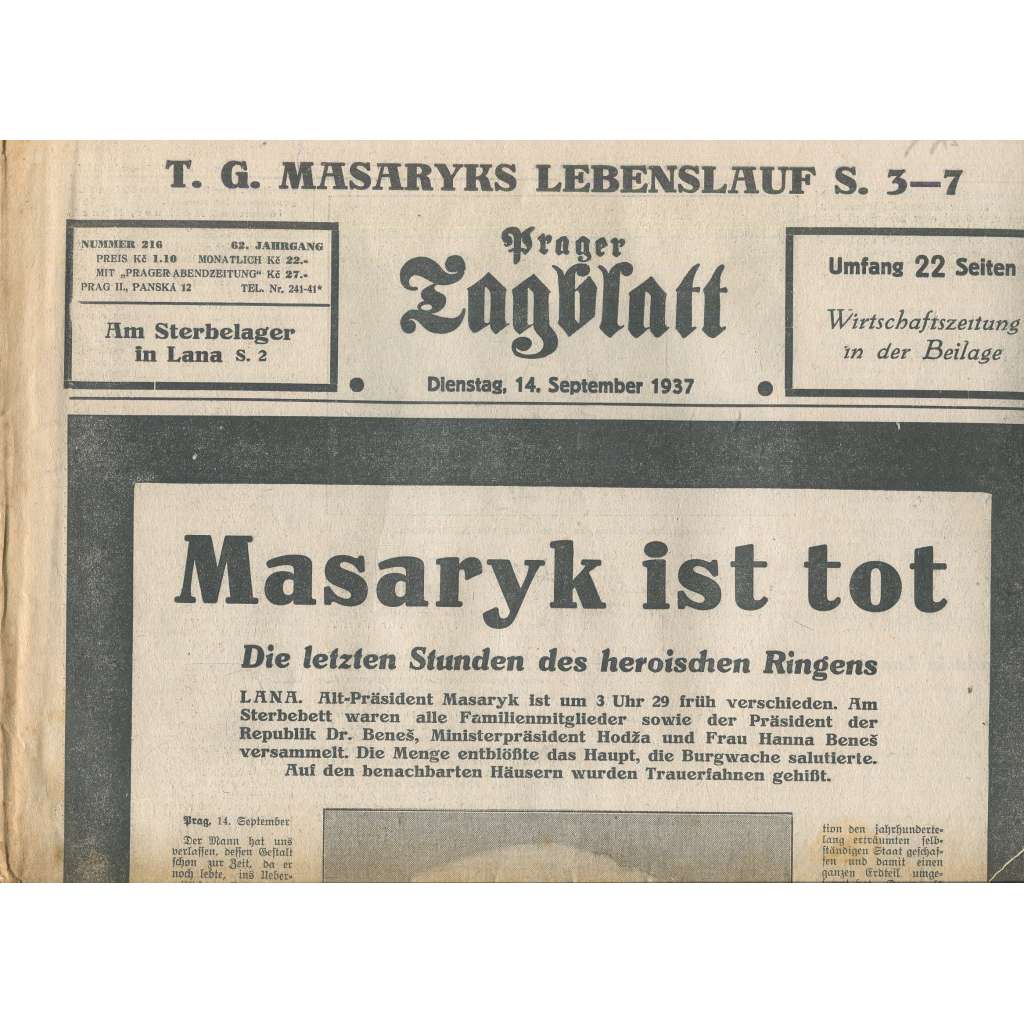 T. G. MASARYKS LEBENSLAUF S. 3—7
NUMMER 216 62. JAHRGANG
PREIS Kč 1.10 MONATLICH Kč 22.-
MIT „PRAGER ABENDZEITUNG" Kč 27.-
PRAG II., PANSKÁ 12 TEL. Nr. 241-41*
Am Sterbelager
in Lana S. 2
Prager
Tagblatt
Dienstag, 14. September 1937
Umfang 22 Seiten
Wirtschaftszeitung
in der Beilage
Masaryk ist tot
Die letzten Stunden des heroischen Ringens
LANA. Alt-Präsident Masaryk ist um 3 Uhr 29 früh verschieden. Am
Sterbebett waren alle Familienmitglieder sowie der Präsident der
Republik Dr. Beneš, Ministerpräsident Hodža und Frau Hanna Beneš
versammelt. Die Menge entblößte das Haupt, die Burgwache salutierte.
Auf den benachbarten Häusern wurden Trauerfahnen gehißt.
Prag, 14. September
Der Mann hat uns
verlassen, dessen Gestalt
schon zur Zeit, da er
noch lebte, ins Ueber-
tion den jahrhunderte-
lang erträumten selb-
ständigen Staat geschaf-
fen und damit einen
ganzen Erdteil umge-